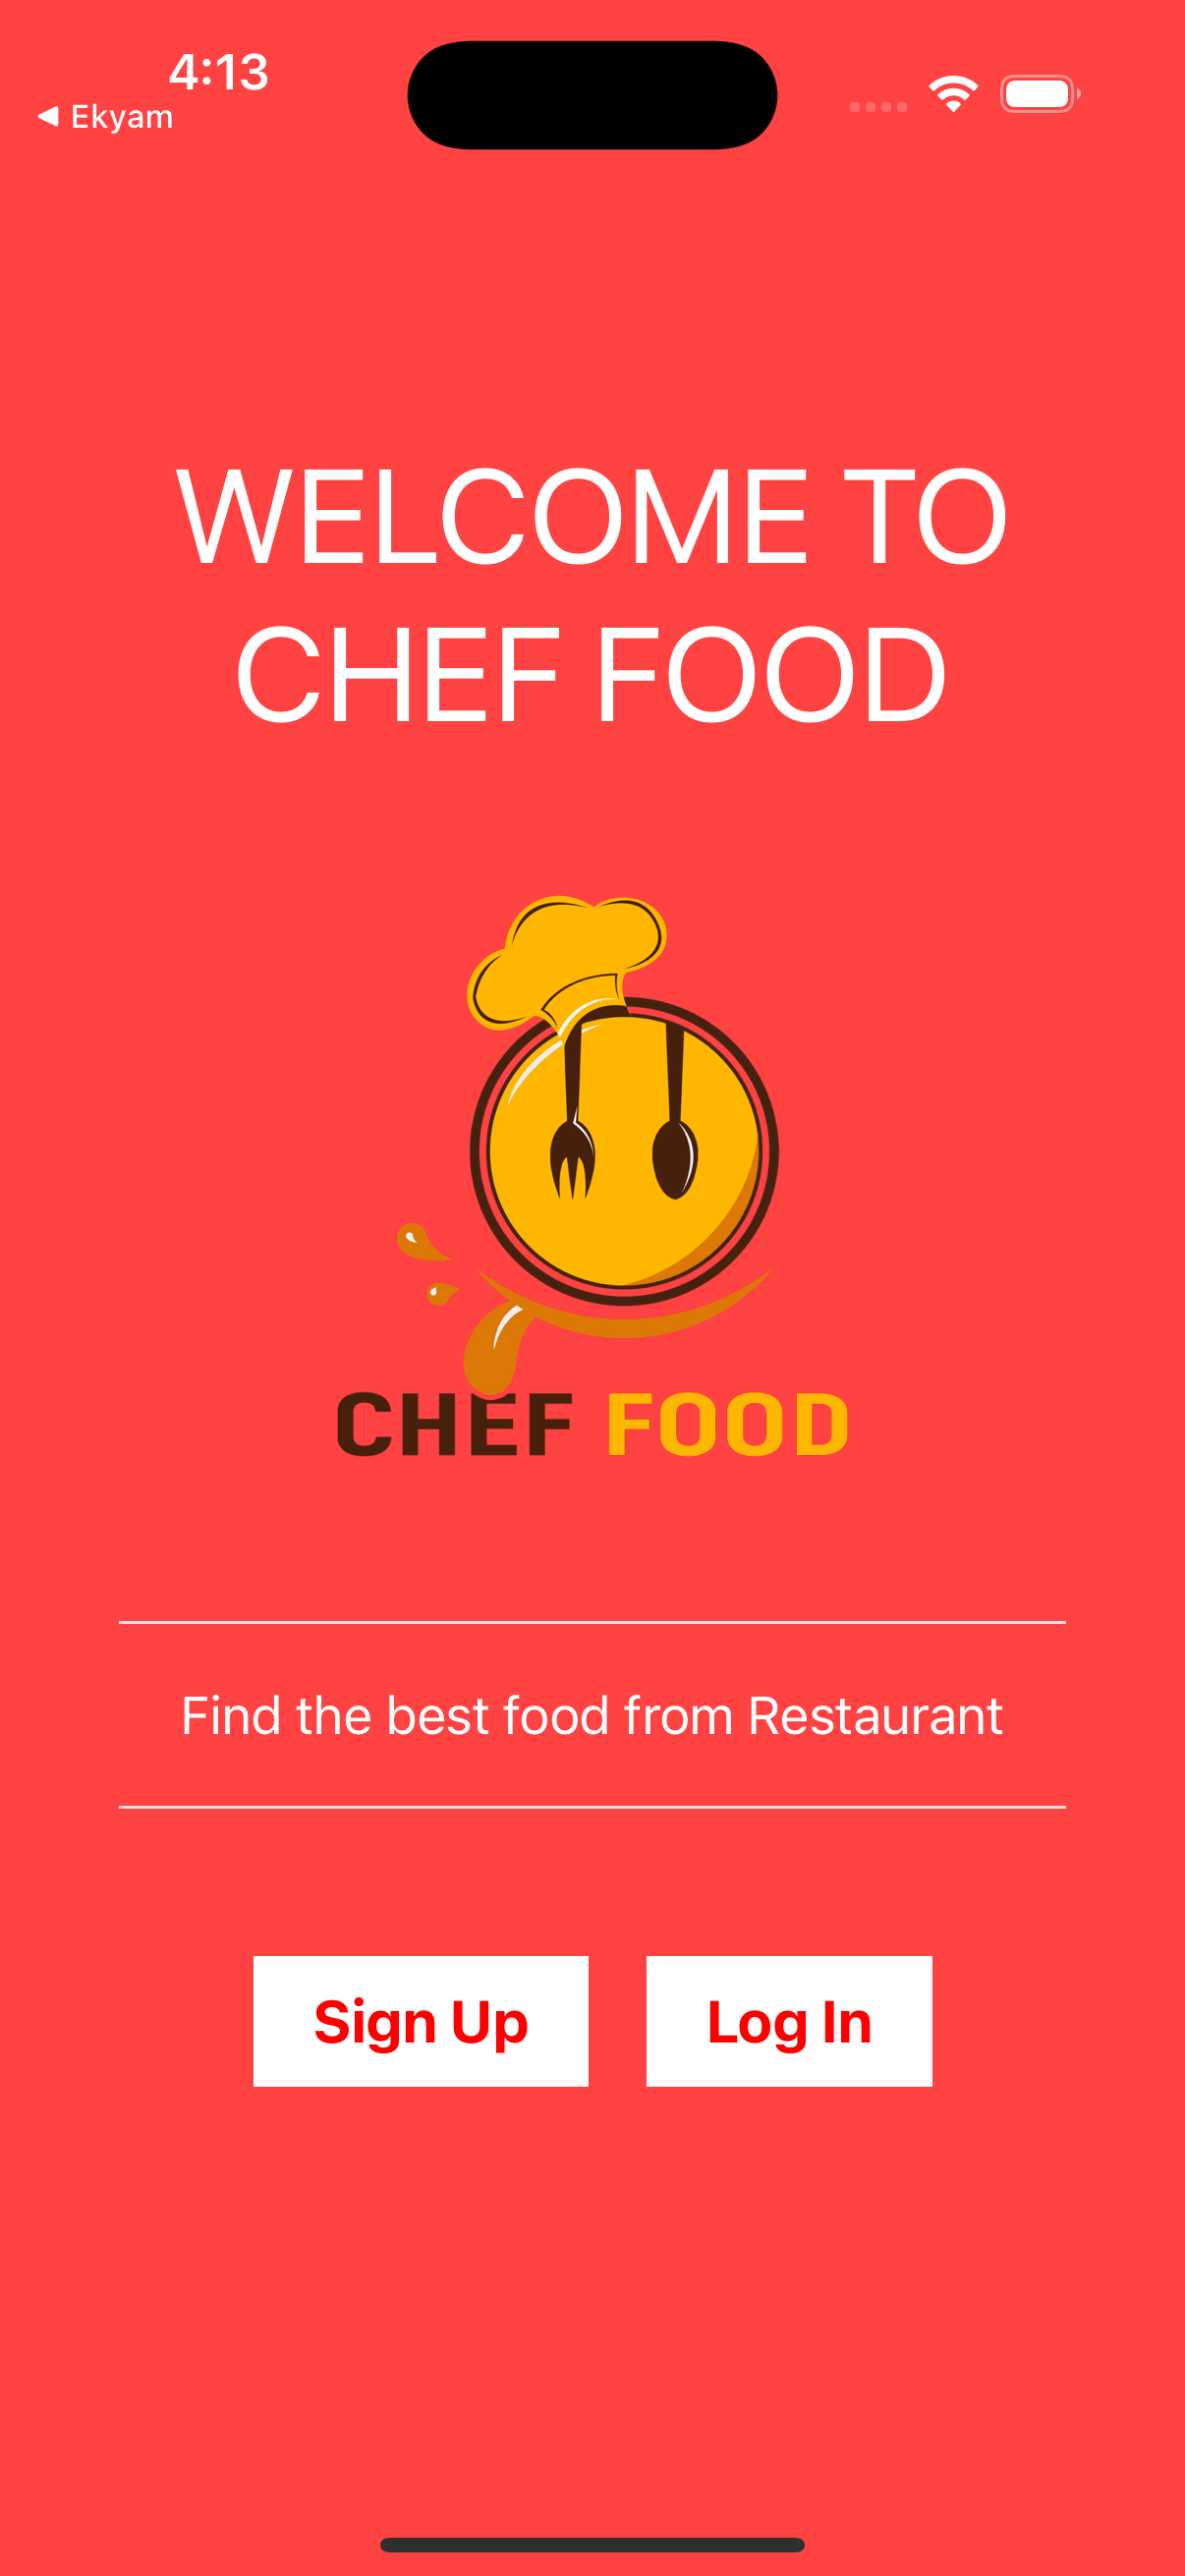 4:13
◀ Ekyam
WELCOME TO
CHEF FOOD
CHEF FOOD
Find the best food from Restaurant
Sign Up
Log In